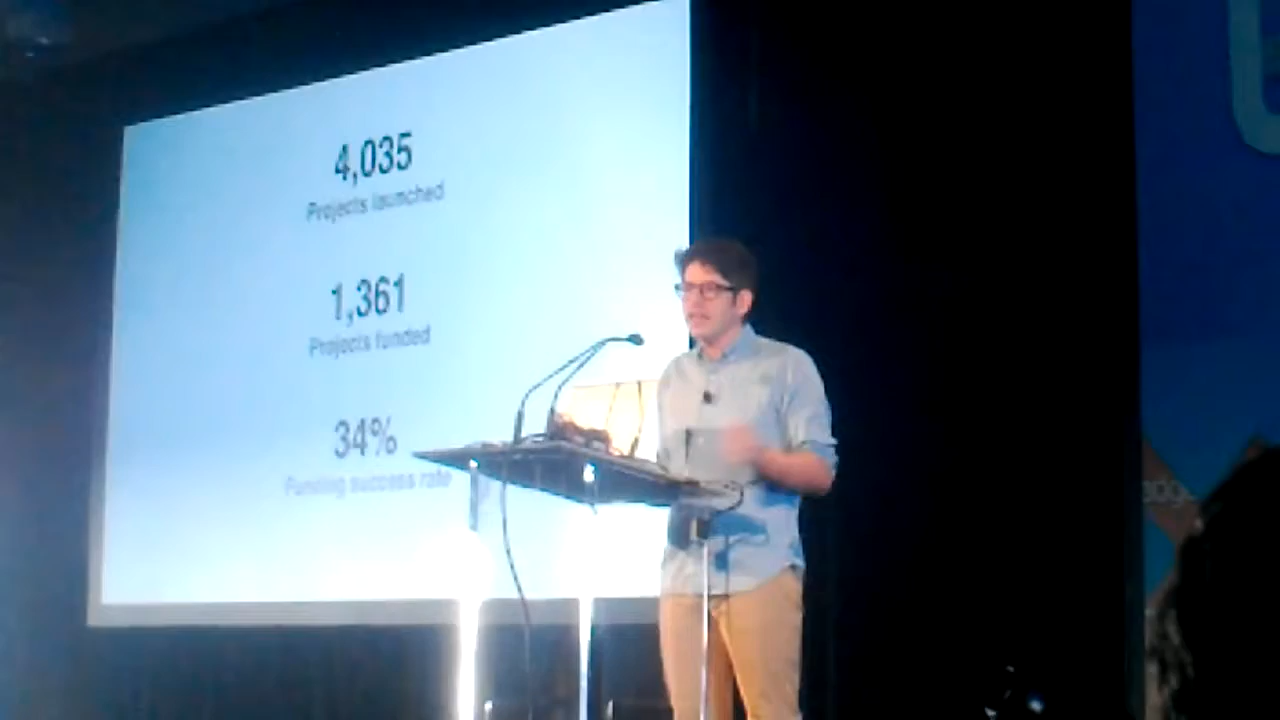 4,035
Projects launched
1,361
Projects funded
34%
Funding success rate